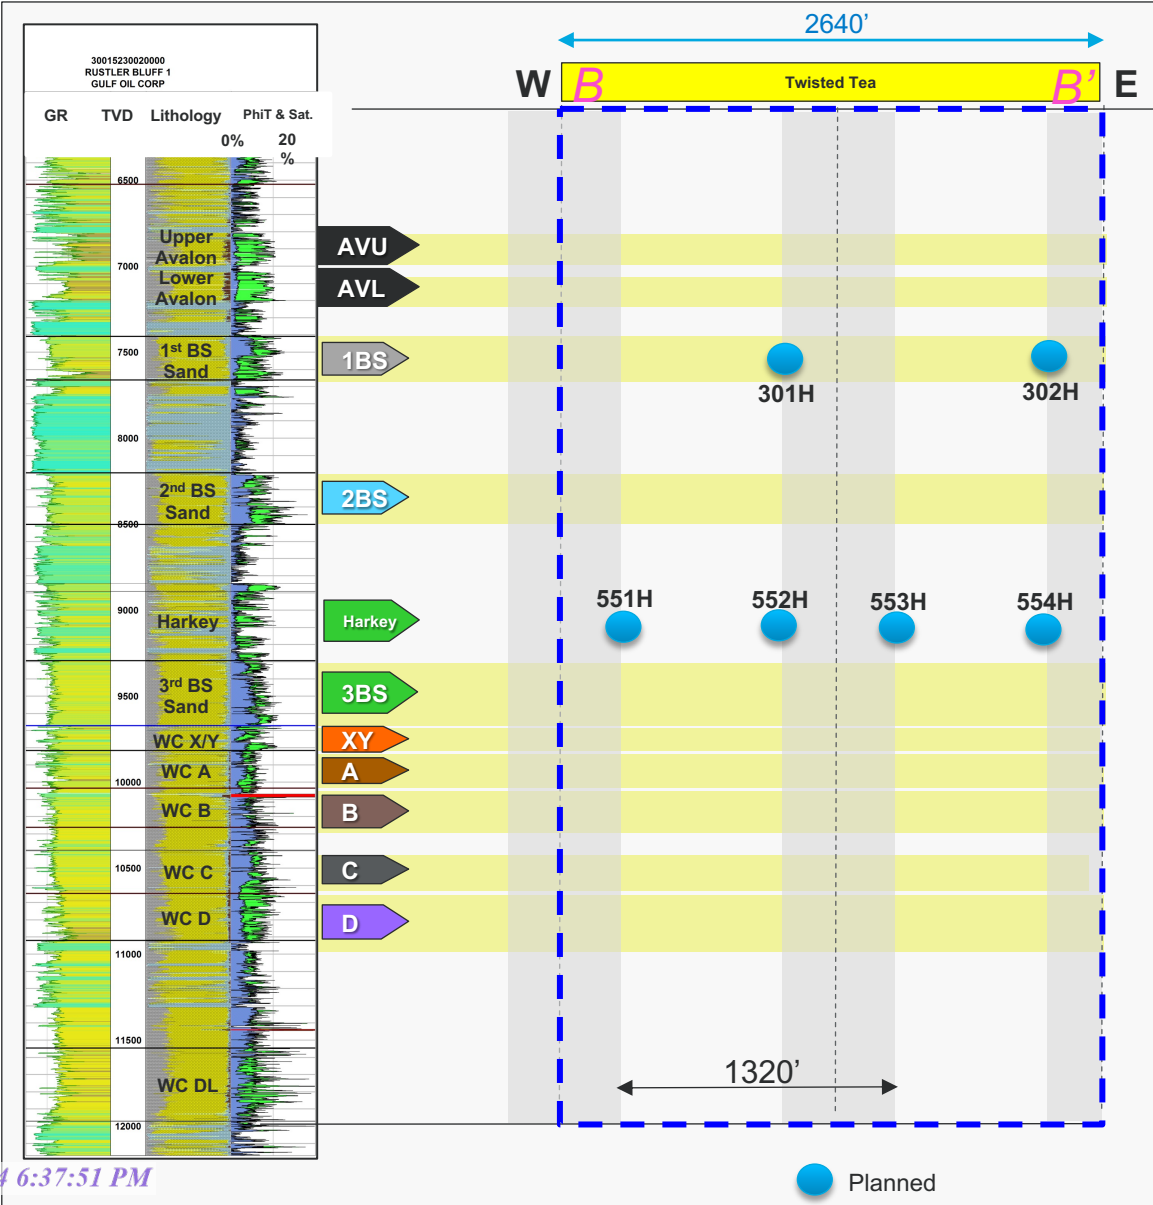 2640'
30015230020000
RUSTLER BLUFF 1
GULF OIL CORP
W B Twisted Tea B' E
GR TVD Lithology PhiT & Sat.
0% 20
%
6500
Upper
Avalon
AVU
7000
Lower
Avalon
AVL
7500
1st BS
Sand
1BS
301H
302H
8000
2nd BS
Sand
2BS
8500
551H 552H 553H 554H
9000
Harkey
Harkey
3rd BS
Sand
3BS
9500
WC X/Y
XY
WC A
A
10000
WC B
B
10500
WC C
C
WC D
D
11000
11500
WC DL
1320'
12000
4 6:37:51 PM
Planned